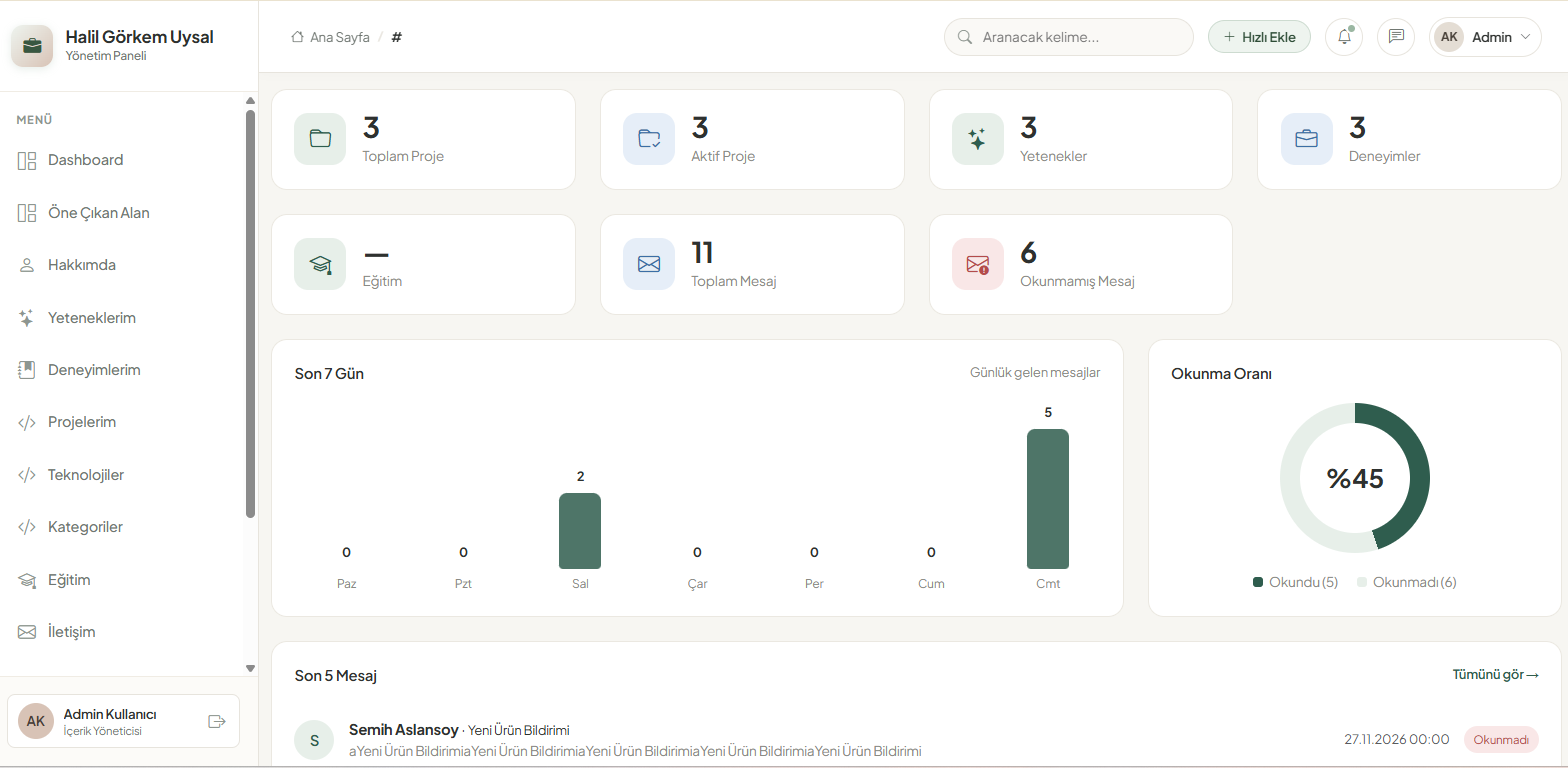 Halil Görkem Uysal
Yönetim Paneli
Ana Sayfa / #
Aranacak kelime...
+ Hızlı Ekle
AK Admin
MENÜ
Dashboard
Öne Çıkan Alan
Hakkımda
Yeteneklerim
Deneyimlerim
Projelerim
Teknolojiler
Kategoriler
Eğitim
İletişim
AK
Admin Kullanıcı
İçerik Yöneticisi
3
Toplam Proje
3
Aktif Proje
3
Yetenekler
3
Deneyimler
—
Eğitim
11
Toplam Mesaj
6
Okunmamış Mesaj
Son 7 Gün
Günlük gelen mesajlar
0 0 2 0 0 0 5
Paz Pzt Sal Çar Per Cum Cmt
Okunma Oranı
%45
Okundu (5) Okunmadı (6)
Son 5 Mesaj
Tümünü gör→
S
Semih Aslansoy · Yeni Ürün Bildirimi
aYeni Ürün BildirimiaYeni Ürün BildirimiaYeni Ürün BildirimiaYeni Ürün BildirimiaYeni Ürün Bildirimi
27.11.2026 00:00
Okunmadı